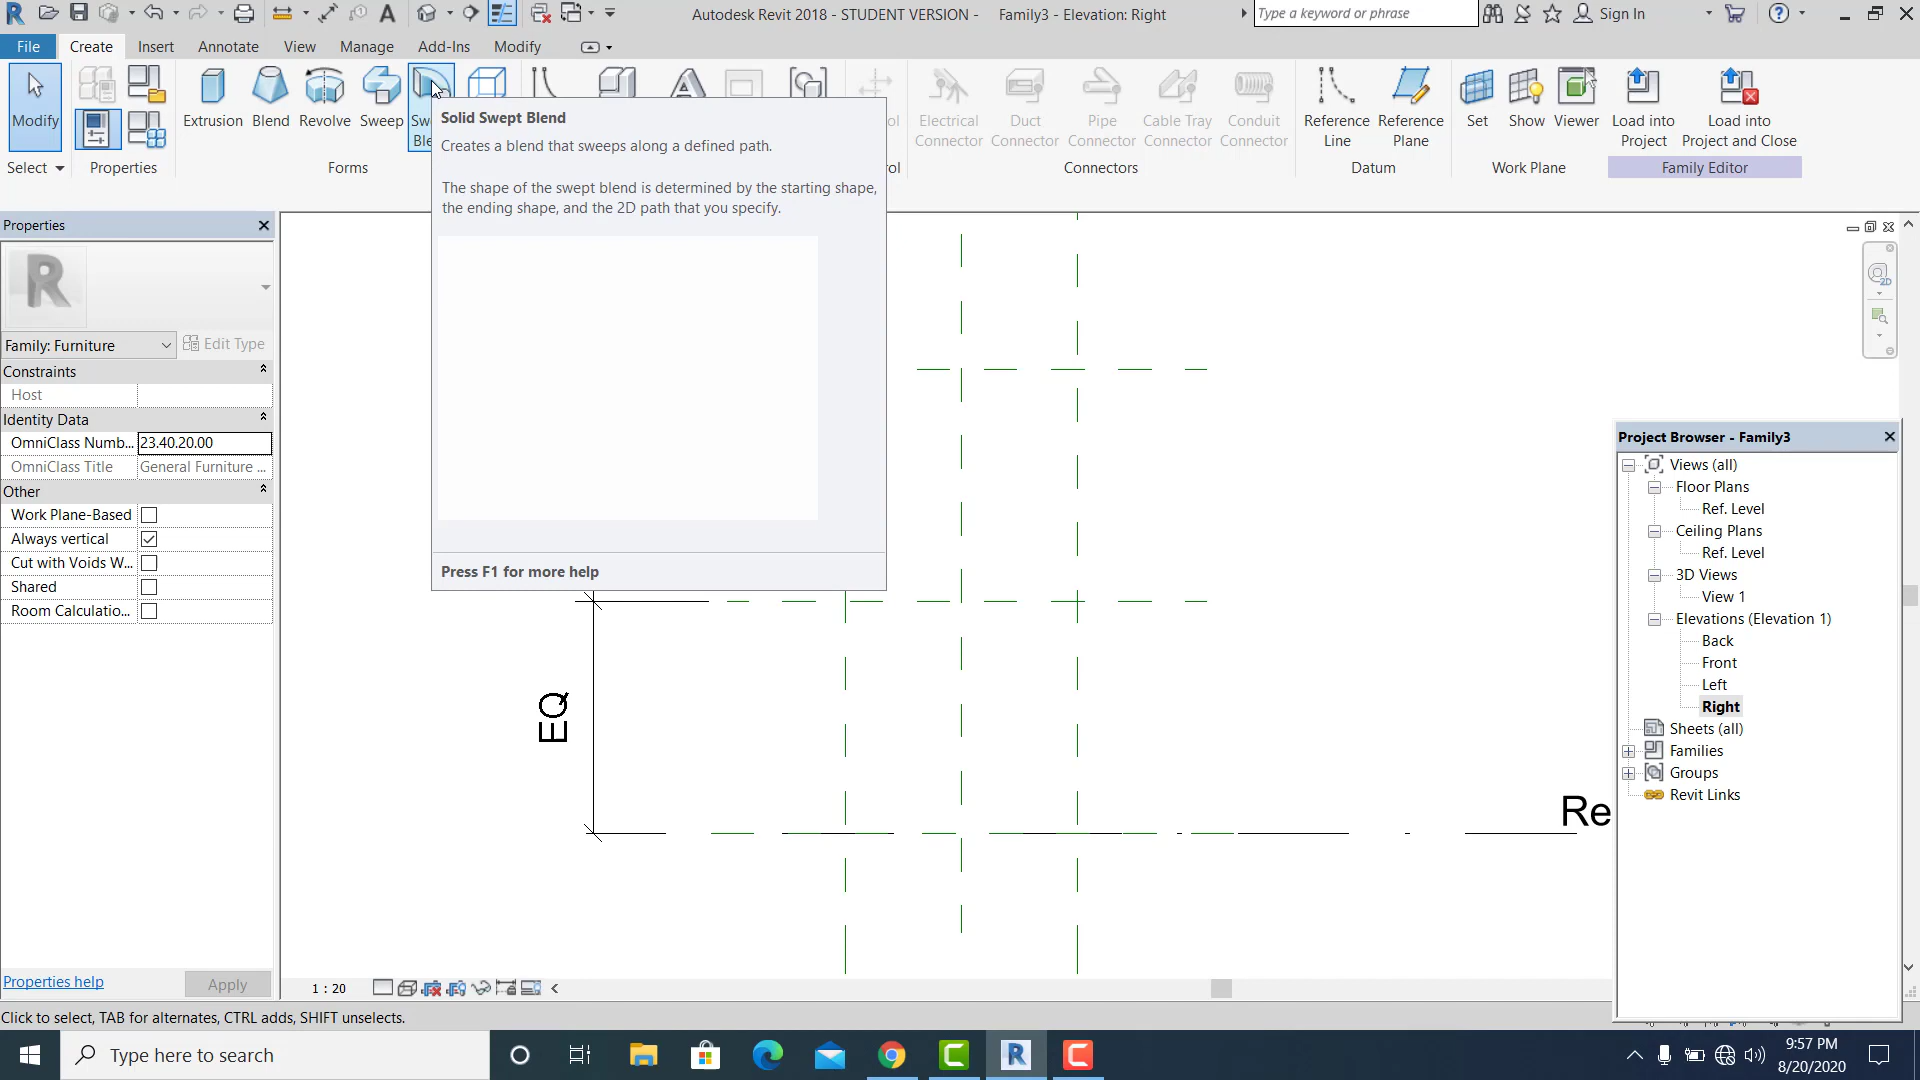 Autodesk Revit 2018 - STUDENT VERSION - Family3 - Elevation: Right
Type a keyword or phrase
Sign In
File Create Insert Annotate View Manage Add-Ins Modify
Modify
Extrusion Blend Revolve Sweep
Electrical Connector
Duct Connector
Pipe Connector
Cable Tray Connector
Conduit Connector
Reference Line
Reference Plane
Set Show Viewer
Load into Project
Load into Project and Close
Select Properties Forms Connectors Datum Work Plane Family Editor
Solid Swept Blend
Creates a blend that sweeps along a defined path.
The shape of the swept blend is determined by the starting shape,
the ending shape, and the 2D path that you specify.
Press F1 for more help
Properties
Family: Furniture
Edit Type
Constraints
Host
Identity Data
OmniClass Numb... 23.40.20.00
OmniClass Title General Furniture ...
Other
Work Plane-Based
Always vertical
Cut with Voids W...
Shared
Room Calculatio...
Properties help
Apply
EQ
Re
2D
Project Browser - Family3
Views (all)
Floor Plans
Ref. Level
Ceiling Plans
Ref. Level
3D Views
View 1
Elevations (Elevation 1)
Back
Front
Left
Right
Sheets (all)
Families
Groups
Revit Links
1 : 20
Click to select, TAB for alternates, CTRL adds, SHIFT unselects.
Type here to search
9:57 PM
8/20/2020